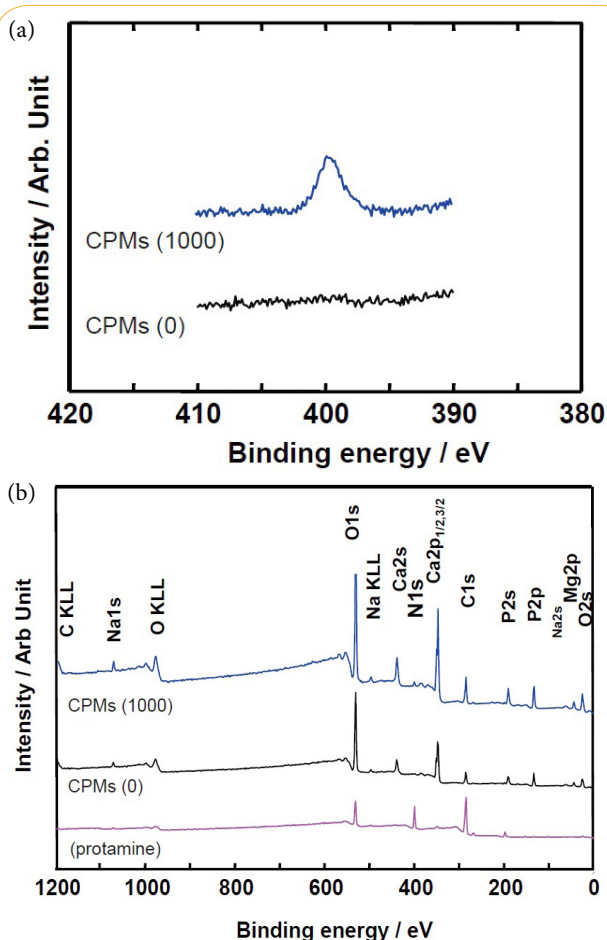 (a)
Intensity / Arb. Unit
CPMs (1000)
CPMs (0)
420 410 400 390 380
Binding energy / eV
(b)
Intensity / Arb Unit
C KLL
Na1s
O KLL
O1s
Na KLL
Ca2s
N1s
Ca2p1/2,3/2
C1s
P2s
P2p
Na2s
Mg2p
O2s
CPMs (1000)
CPMs (0)
(protamine)
1200 1000 800 600 400 200 0
Binding energy / eV